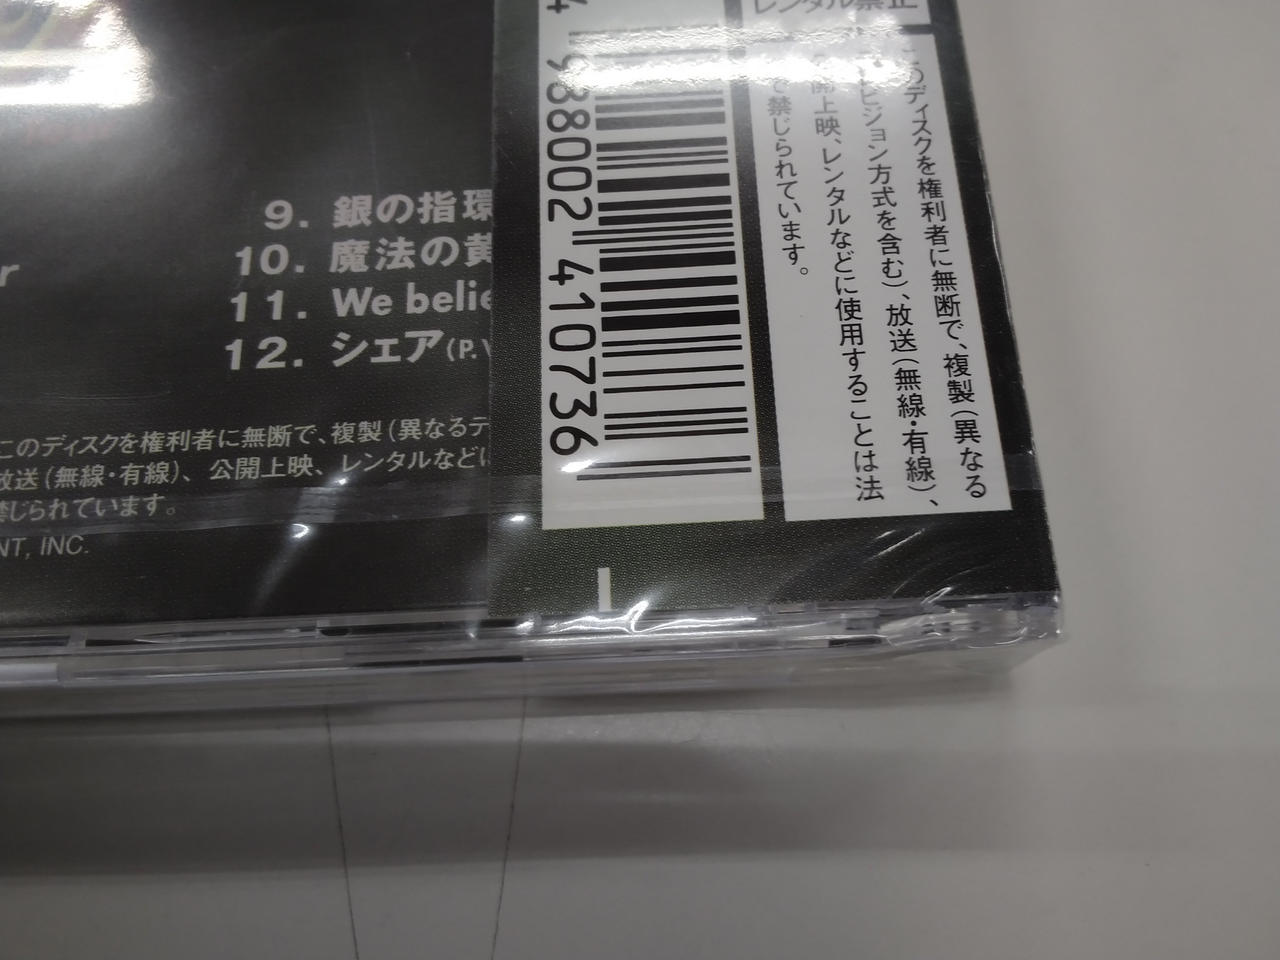 9. 銀の指環
10. 魔法の黄
11. We belie
12. シェア(P.V
r
このディスクを権利者に無断で、複製(異なるテ
放送(無線・有線)、公開上映、レンタルなどに
禁じられています。
NT, INC.
4 988002 410736
レンタル禁止
このディスクを権利者に無断で、複製(異なる
テレビジョン方式を含む)、放送(無線・有線)、
公開上映、レンタルなどに使用することは法
で禁じられています。